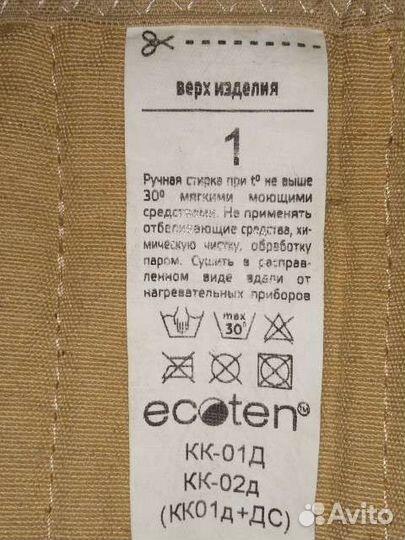 верх изделия
1
Ручная стирка при t° не выше
30° мягкими моющими
средствами. Не применять
отбеливающие средства, хи-
мическую чистку, обработку
паром. Сушить в расправ-
ленном виде вдали от
нагревательных приборов
max
30°
ecoten™
КК-01Д
КК-02д
(КК01д+ДС)
Avito